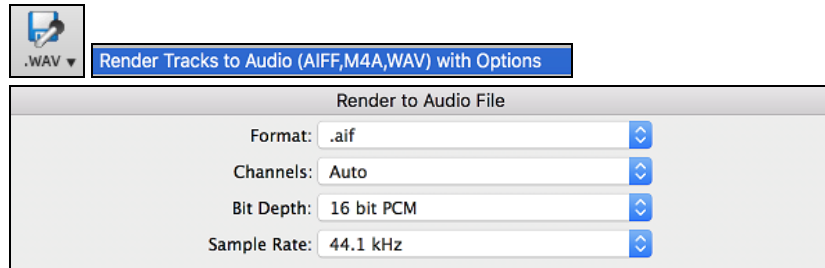 .WAV ▼
Render Tracks to Audio (AIFF,M4A,WAV) with Options
Render to Audio File
Format: .aif
Channels: Auto
Bit Depth: 16 bit PCM
Sample Rate: 44.1 kHz